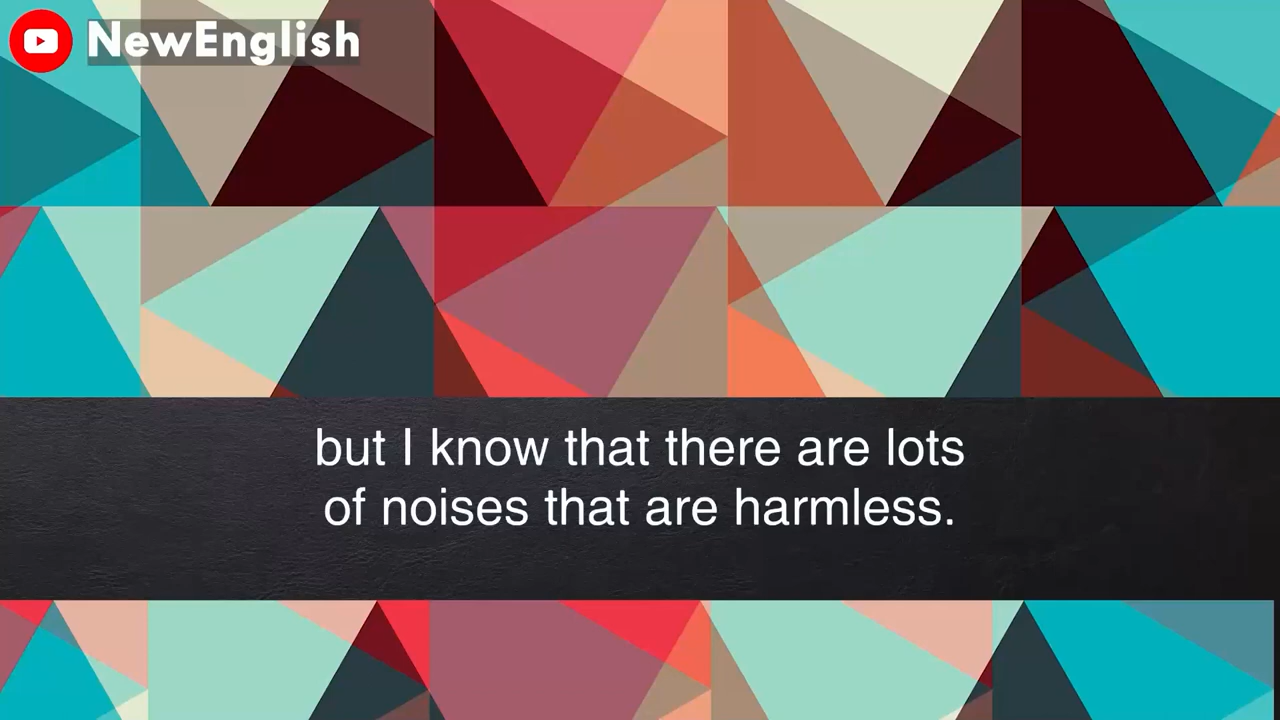 NewEnglish
but I know that there are lots
of noises that are harmless.